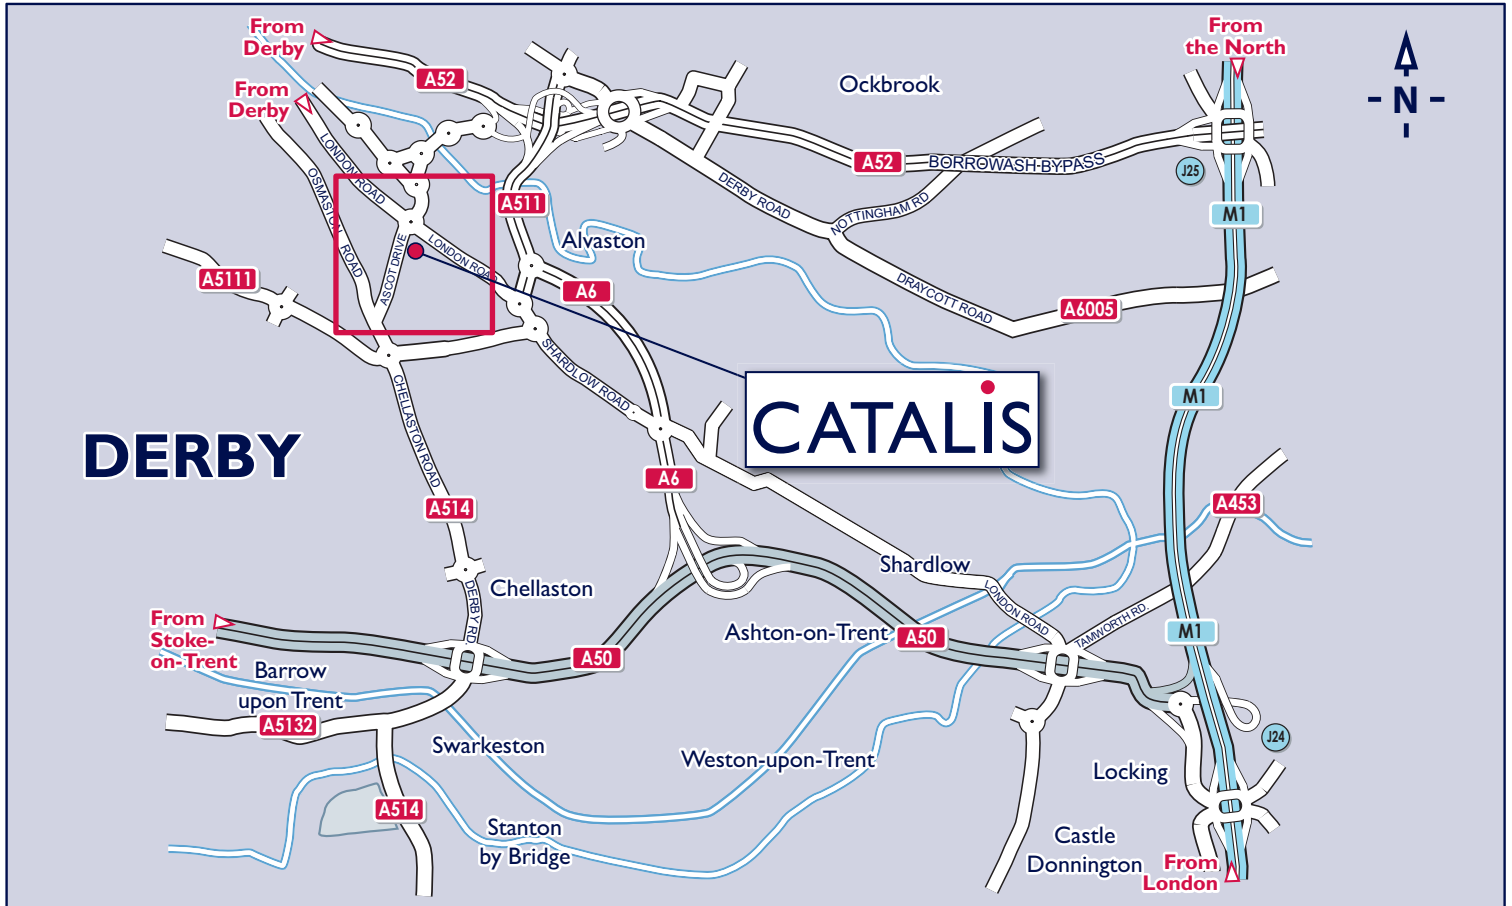 From
Derby
From
the North
A52
Ockbrook
N
From
Derby
LONDON ROAD
A52
BORROWASH BYPASS
J25
OSMASTON ROAD
DERBY ROAD
A511
NOTTINGHAM RD
M1
Alvaston
LONDON ROAD
ASCOT DRIVE
A5111
A6
DRAYCOTT ROAD
A6005
SHARDLOW ROAD
CHELLASTON ROAD
M1
CATALiS
DERBY
A6
A514
A453
Shardlow
Chellaston
DERBY RD
LONDON ROAD
TAMWORTH RD.
From
Stoke-
on-Trent
Ashton-on-Trent
A50
M1
A50
Barrow
upon Trent
A5132
Swarkeston
J24
Weston-upon-Trent
Locking
A514
Stanton
by Bridge
Castle
Donnington
From
London